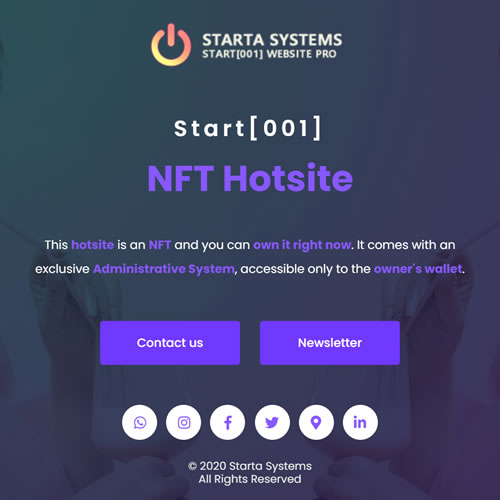 STARTA SYSTEMS
START[001] WEBSITE PRO
Start[001]
NFT Hotsite
This hotsite is an NFT and you can own it right now. It comes with an
exclusive Administrative System, accessible only to the owner's wallet.
Contact us
Newsletter
© 2020 Starta Systems
All Rights Reserved